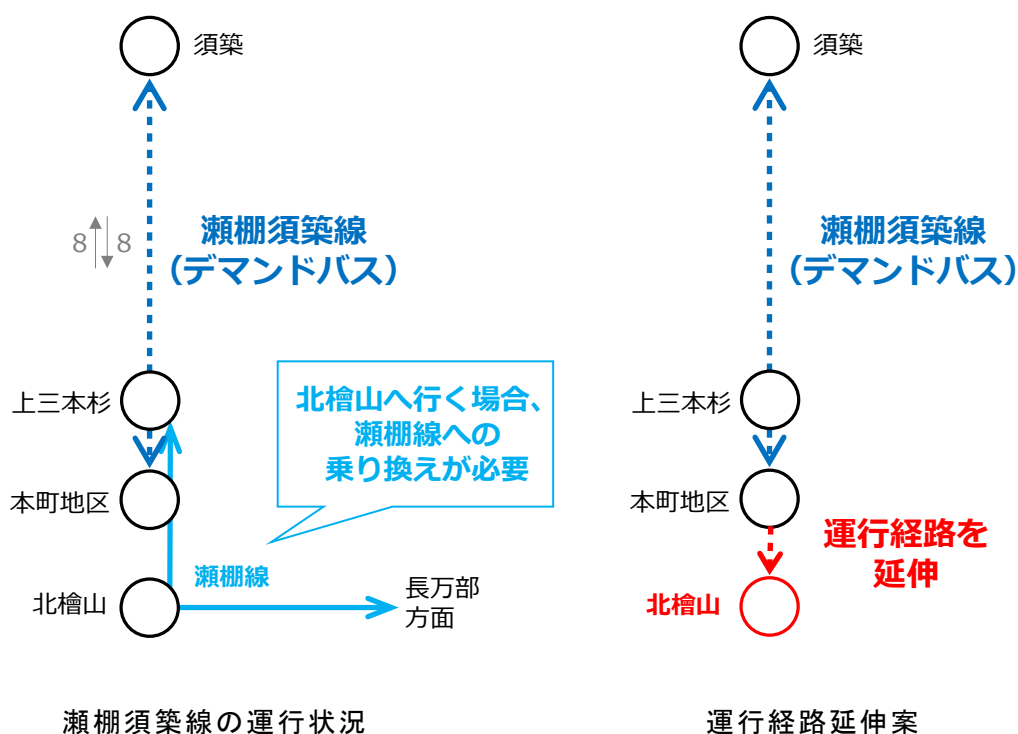 須築
8 8
瀬棚須築線
（デマンドバス）
上三本杉
北檜山へ行く場合、
瀬棚線への
乗り換えが必要
本町地区
瀬棚線
北檜山
長万部
方面
瀬棚須築線の運行状況
須築
瀬棚須築線
（デマンドバス）
上三本杉
本町地区
運行経路を
延伸
北檜山
運行経路延伸案